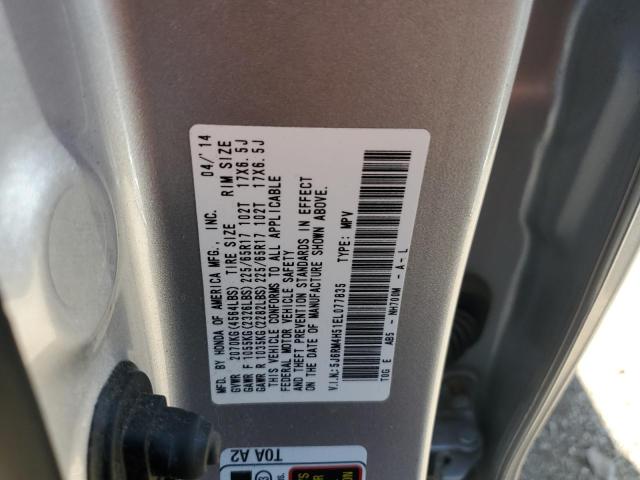 MFD. BY HONDA OF AMERICA MFG., INC. 04/'14
GVWR 2070KG(4564LBS) TIRE SIZE RIM SIZE
GAWR F 1055KG(2326LBS) 225/65R17 102T 17X6.5J
GAWR R 1035KG(2282LBS) 225/65R17 102T 17X6.5J
THIS VEHICLE CONFORMS TO ALL APPLICABLE
FEDERAL MOTOR VEHICLE SAFETY
AND THEFT PREVENTION STANDARDS IN EFFECT
ON THE DATE OF MANUFACTURE SHOWN ABOVE.
V.I.N: 5J6RM4H51EL077835 TYPE: MPV
T0G E AB5 - NH700M - A - L
T0A A2